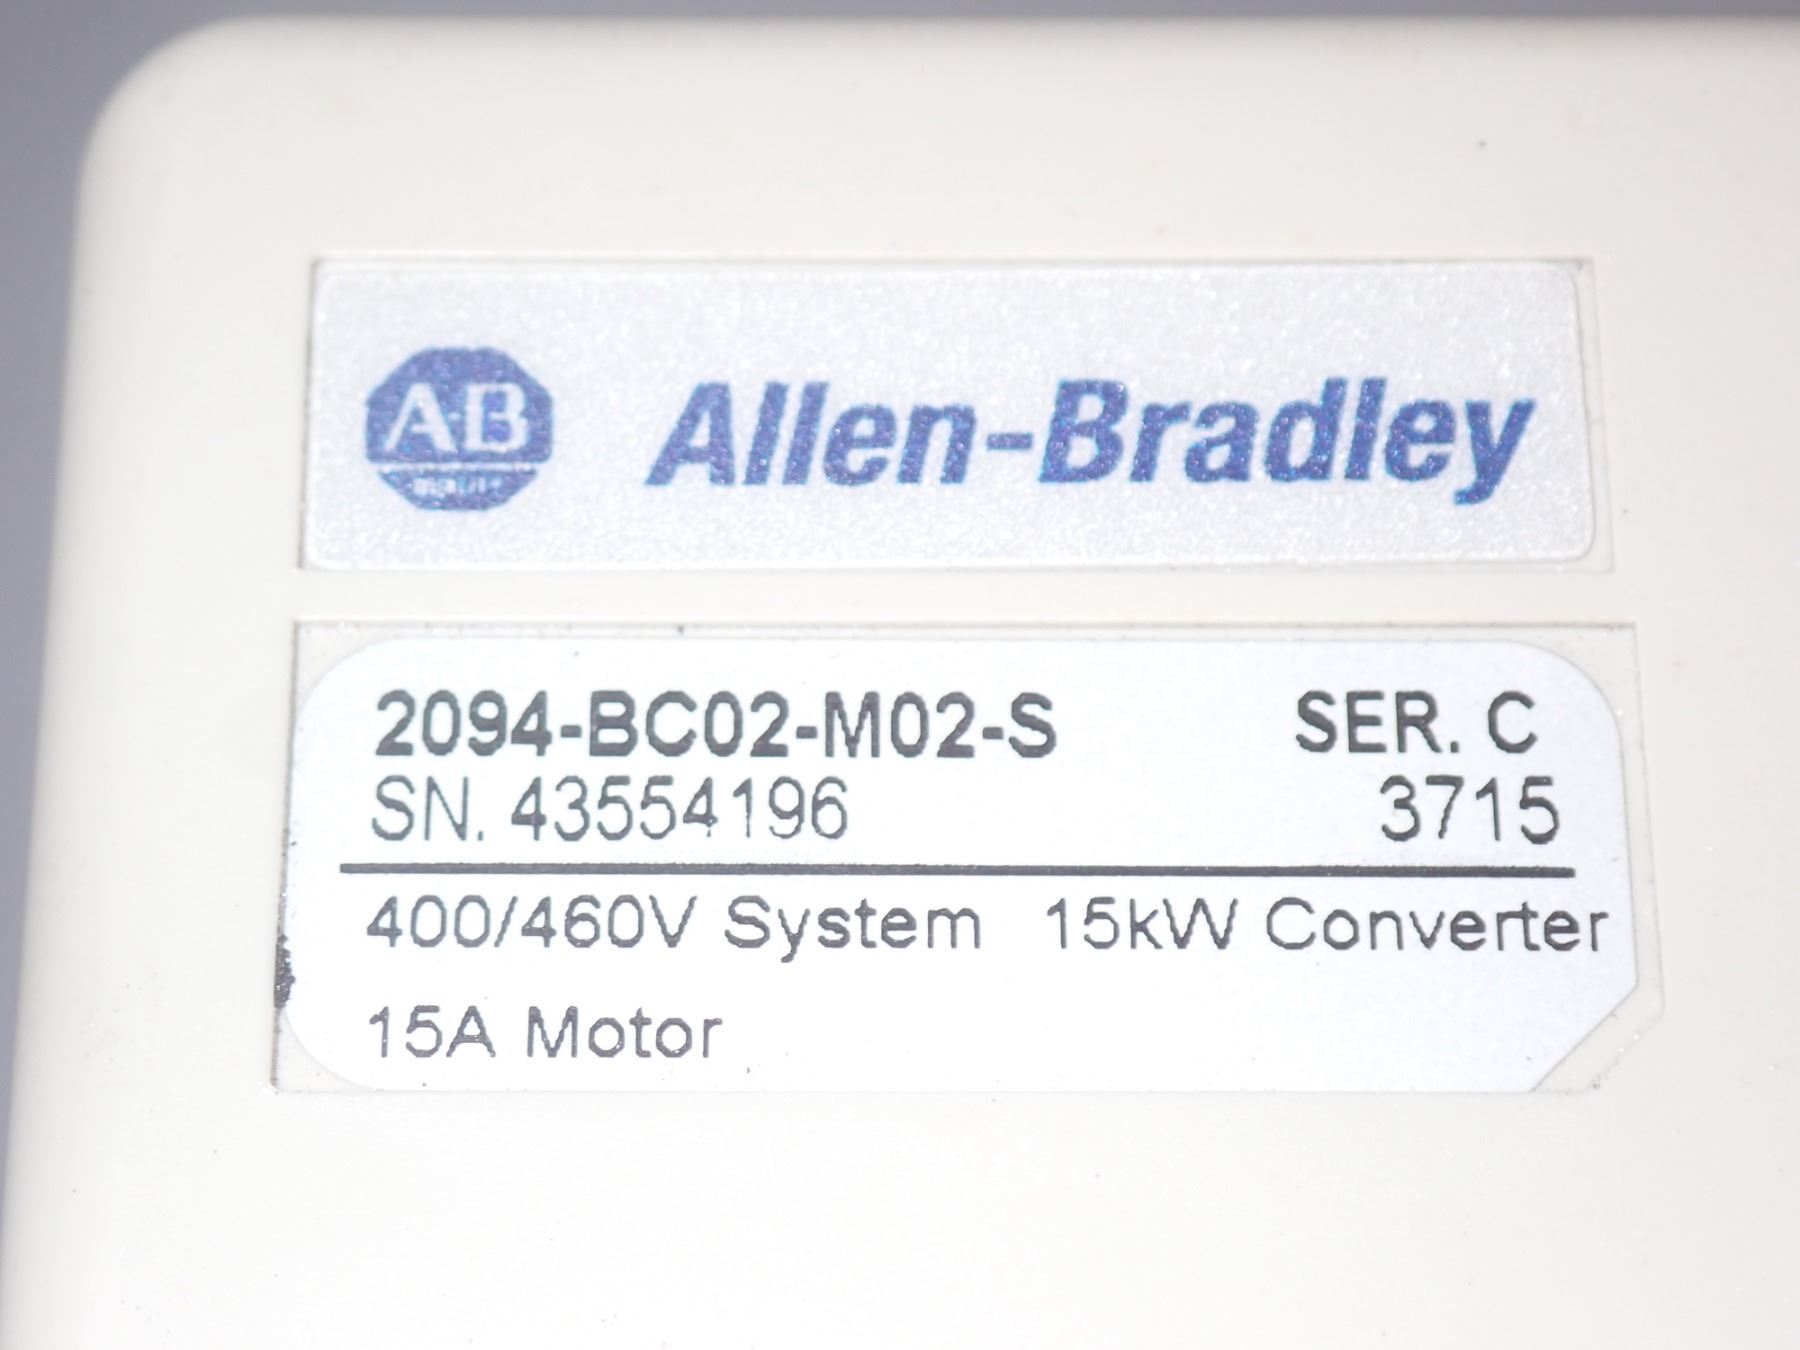 AB
Allen-Bradley
2094-BC02-M02-S SER. C
SN. 43554196 3715
400/460V System 15kW Converter
15A Motor